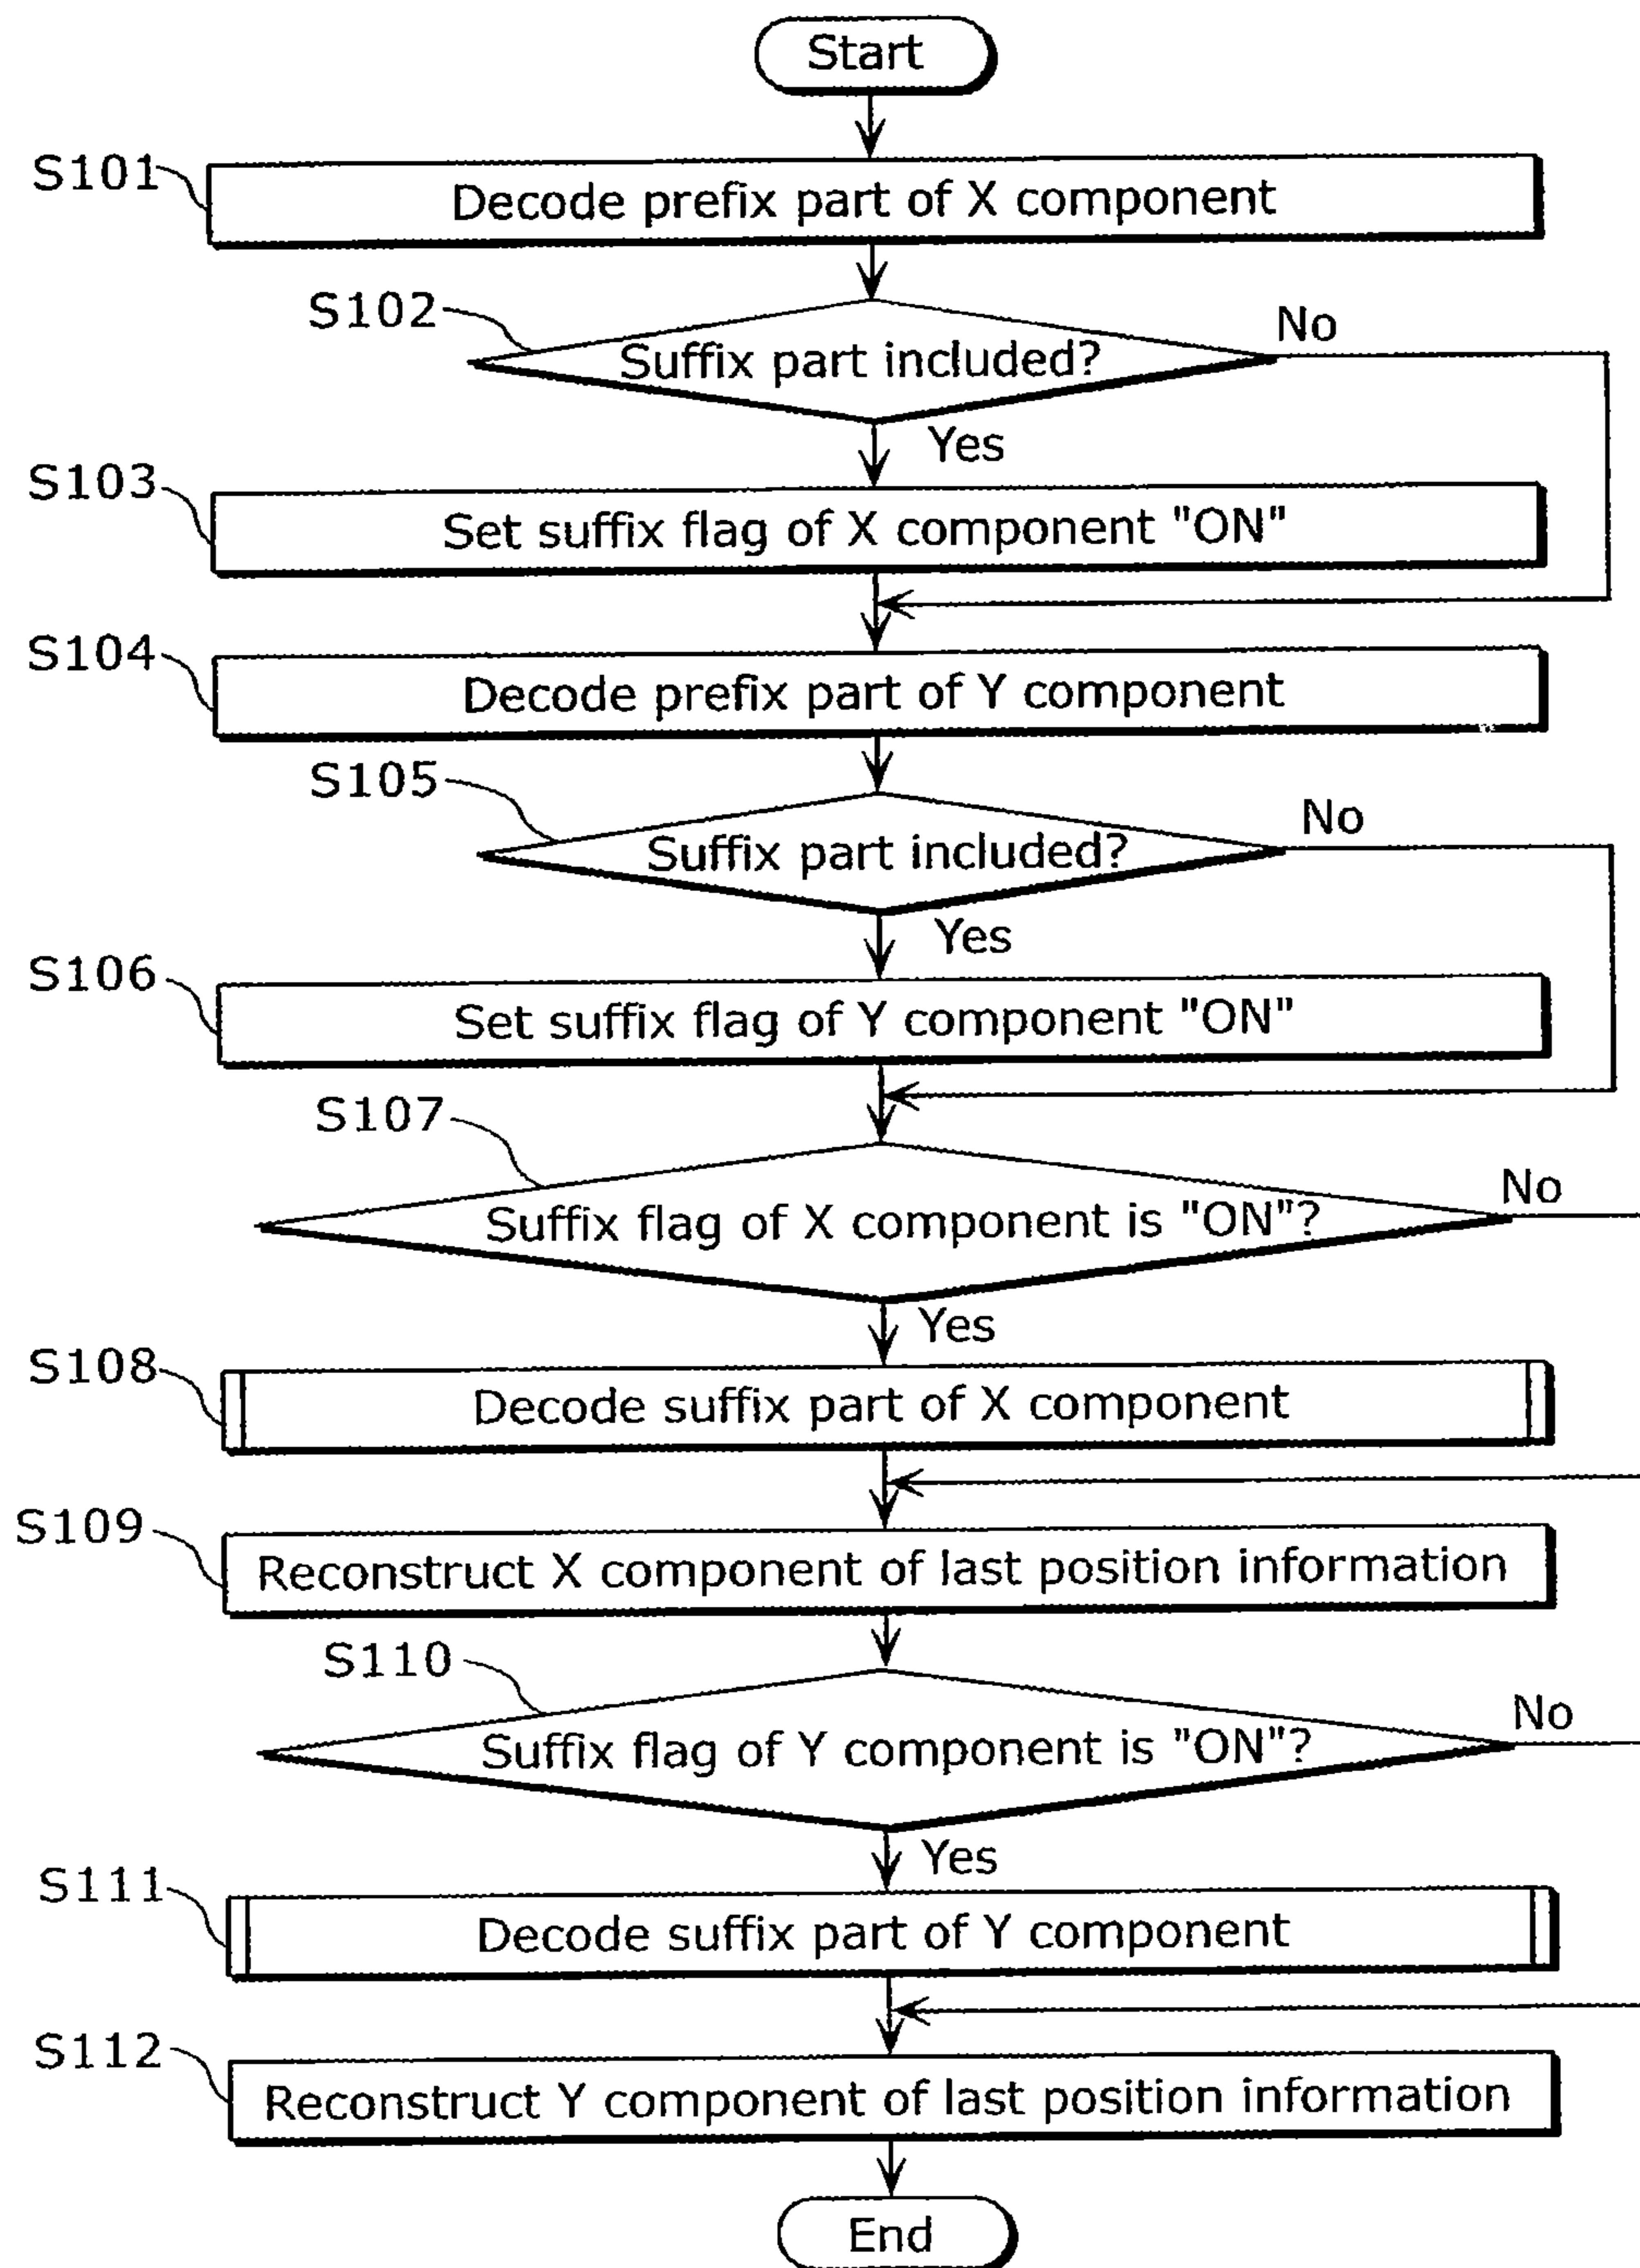 Start
S101
Decode prefix part of X component
S102
Suffix part included?
No
Yes
S103
Set suffix flag of X component "ON"
S104
Decode prefix part of Y component
S105
Suffix part included?
No
Yes
S106
Set suffix flag of Y component "ON"
S107
Suffix flag of X component is "ON"?
No
Yes
S108
Decode suffix part of X component
S109
Reconstruct X component of last position information
S110
Suffix flag of Y component is "ON"?
No
Yes
S111
Decode suffix part of Y component
S112
Reconstruct Y component of last position information
End